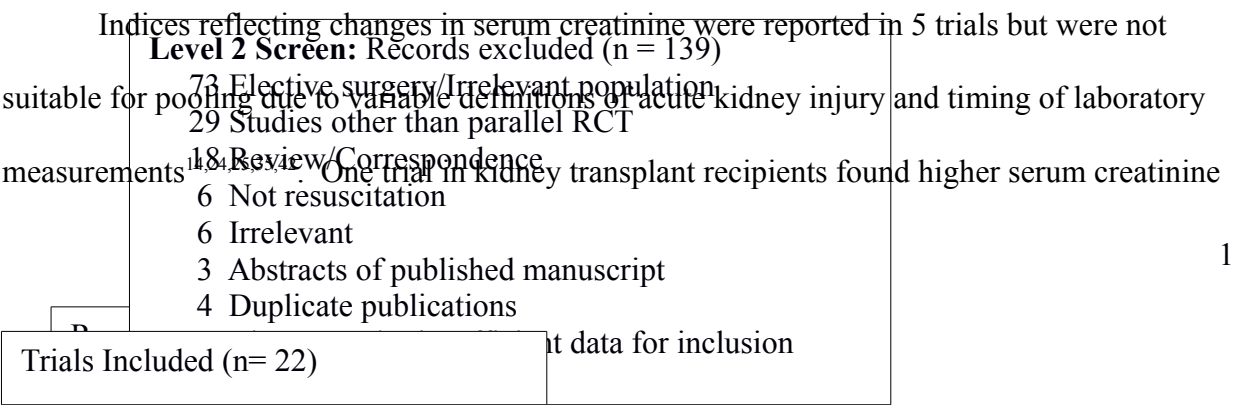 Indices reflecting changes in serum creatinine were reported in 5 trials but were not
Level 2 Screen: Records excluded (n = 139)
73 Elective surgery/Irrelevant population
suitable for pooling due to variable definitions of acute kidney injury and timing of laboratory
29 Studies other than parallel RCT
18 Review/Correspondence
measurements One trial in kidney transplant recipients found higher serum creatinine
6 Not resuscitation
6 Irrelevant
1
3 Abstracts of published manuscript
4 Duplicate publications
data for inclusion
Trials Included (n= 22)